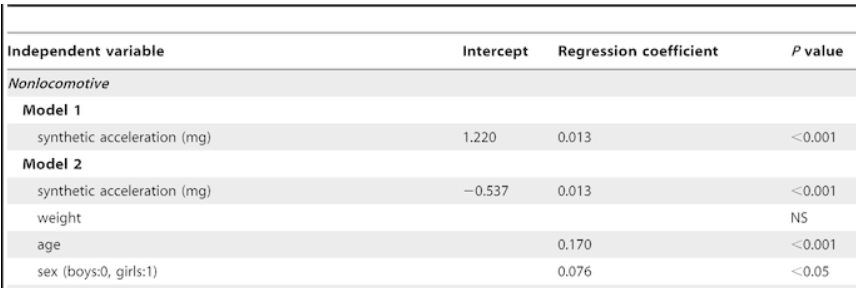 Independent variable Intercept Regression coefficient P value
Nonlocomotive
Model 1
synthetic acceleration (mg) 1.220 0.013 <0.001
Model 2
synthetic acceleration (mg) −0.537 0.013 <0.001
weight NS
age 0.170 <0.001
sex (boys:0, girls:1) 0.076 <0.05